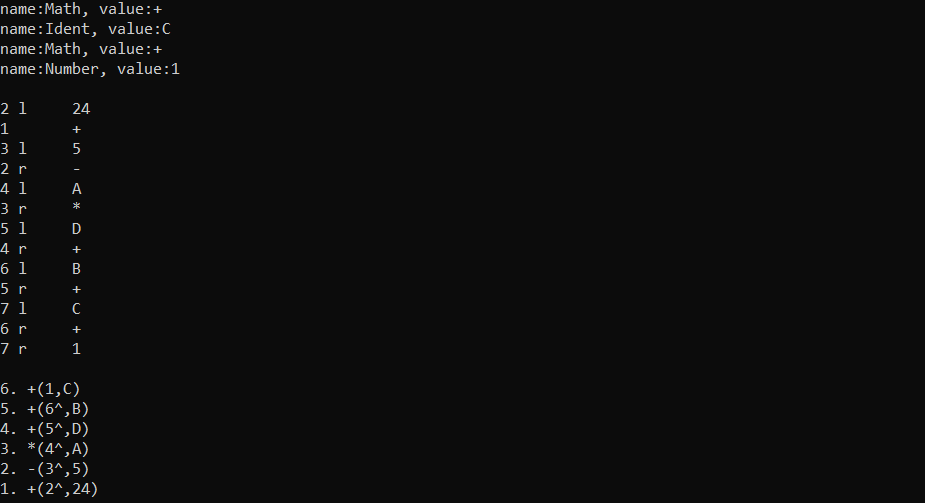 name:Math, value:+
name:Ident, value:C
name:Math, value:+
name:Number, value:1
2 l     24
1       +
3 l     5
2 r     -
4 l     A
3 r     *
5 l     D
4 r     +
6 l     B
5 r     +
7 l     C
6 r     +
7 r     1
6. +(1,C)
5. +(6^,B)
4. +(5^,D)
3. *(4^,A)
2. -(3^,5)
1. +(2^,24)